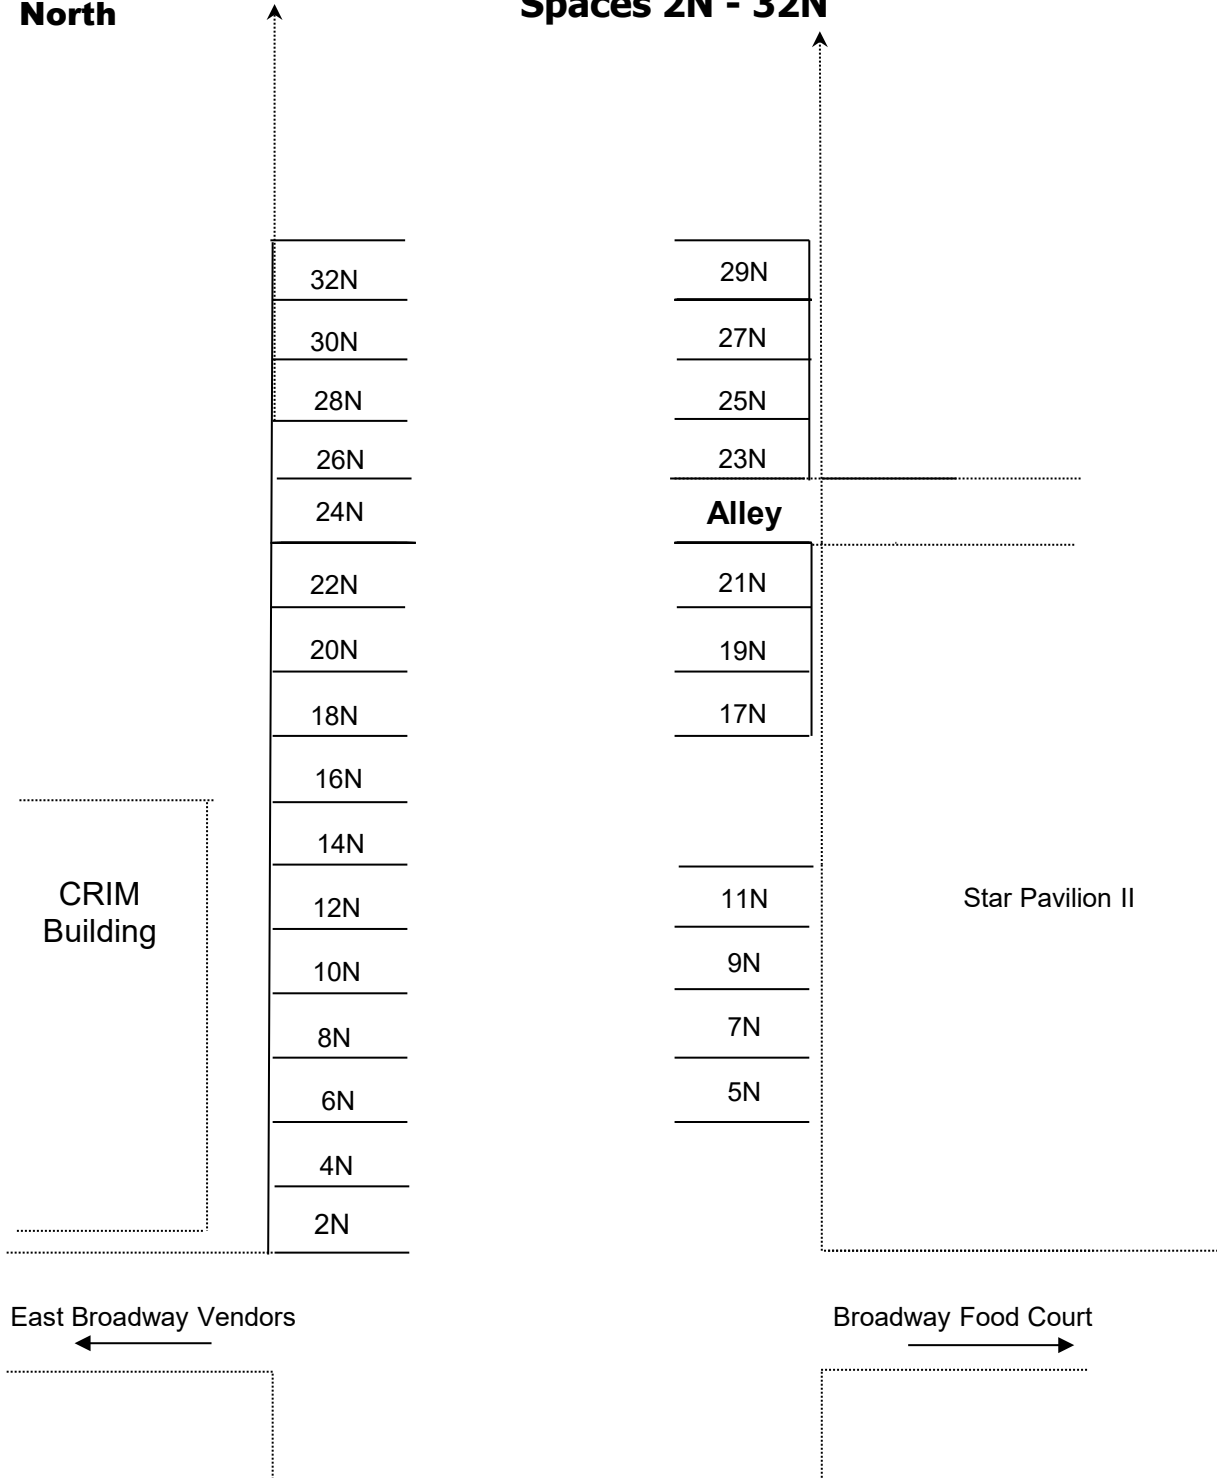 North
Spaces 2N - 32N
32N
29N
30N
27N
28N
25N
26N
23N
24N
Alley
22N
21N
20N
19N
18N
17N
16N
14N
CRIM
Building
12N
11N
Star Pavilion II
10N
9N
8N
7N
6N
5N
4N
2N
East Broadway Vendors
Broadway Food Court